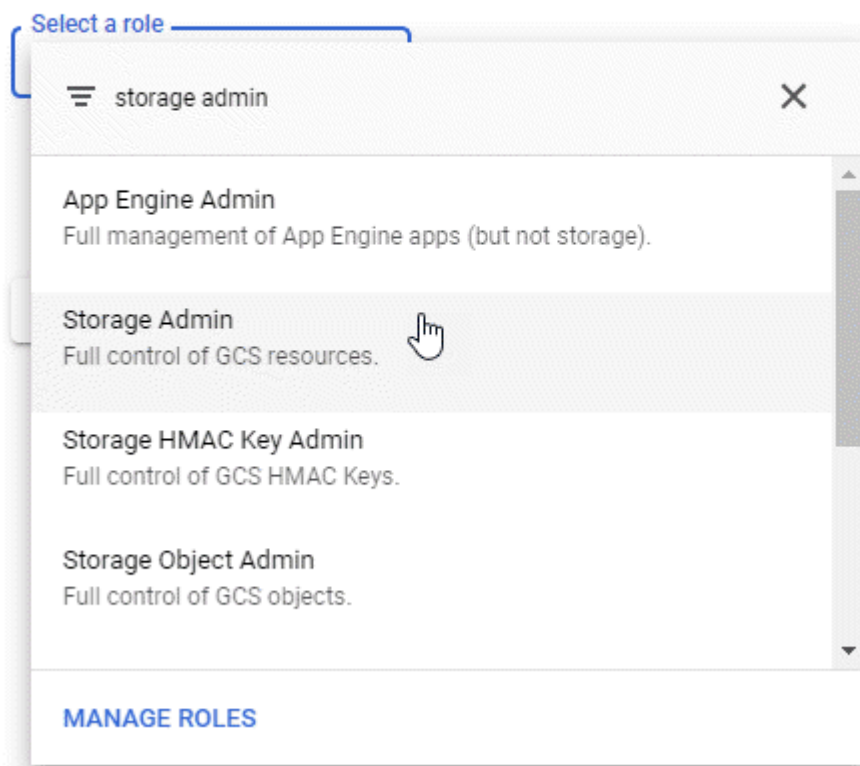 Select a role
storage admin
App Engine Admin
Full management of App Engine apps (but not storage).
Storage Admin
Full control of GCS resources.
Storage HMAC Key Admin
Full control of GCS HMAC Keys.
Storage Object Admin
Full control of GCS objects.
MANAGE ROLES